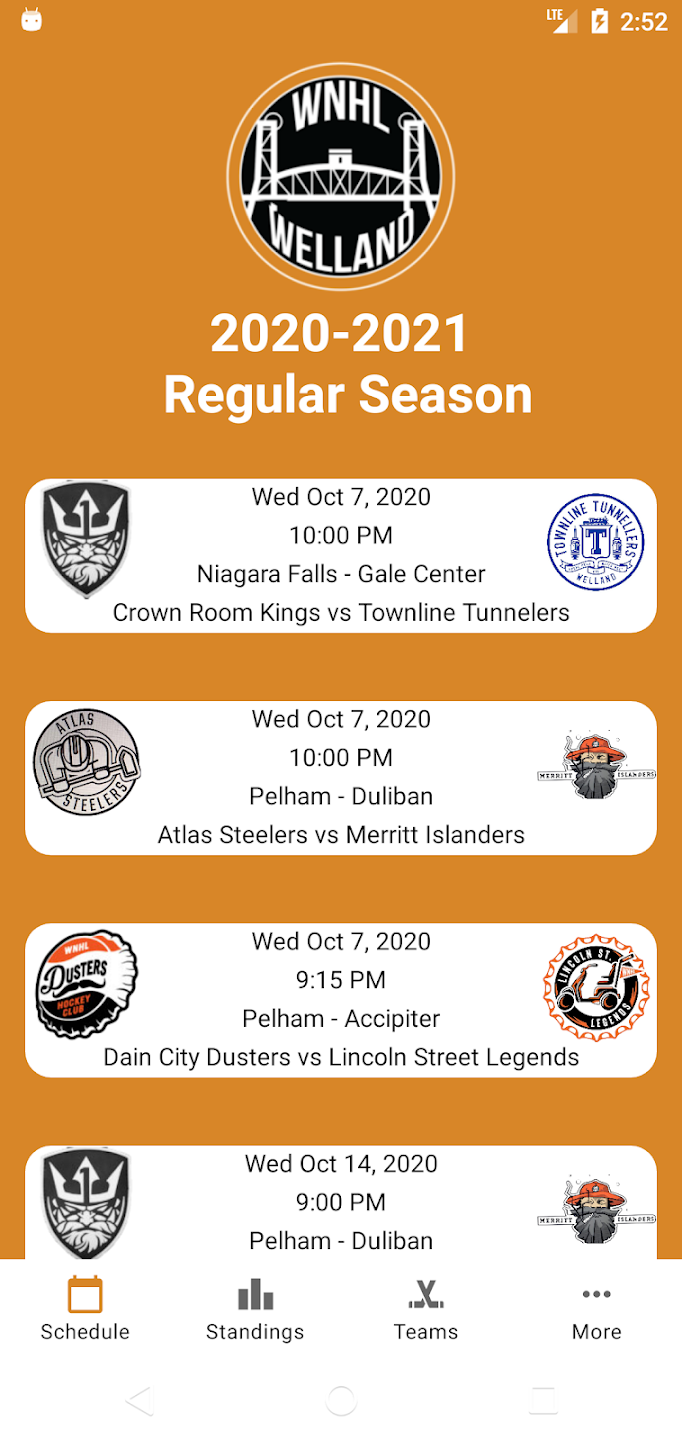 LTE 2:52
WNHL
WELLAND
2020-2021
Regular Season
Wed Oct 7, 2020
10:00 PM
Niagara Falls - Gale Center
Crown Room Kings vs Townline Tunnelers
1
TOWNLINE TUNNELLERS
T
WELLAND
Wed Oct 7, 2020
10:00 PM
Pelham - Duliban
Atlas Steelers vs Merritt Islanders
ATLAS
STEELERS
MERRITT ISLANDERS
Wed Oct 7, 2020
9:15 PM
Pelham - Accipiter
Dain City Dusters vs Lincoln Street Legends
WNHL
DUSTERS
HOCKEY
CLUB
LINCOLN ST.
WNHL
LEGENDS
Wed Oct 14, 2020
9:00 PM
Pelham - Duliban
1
MERRITT ISLANDERS
Schedule Standings Teams More